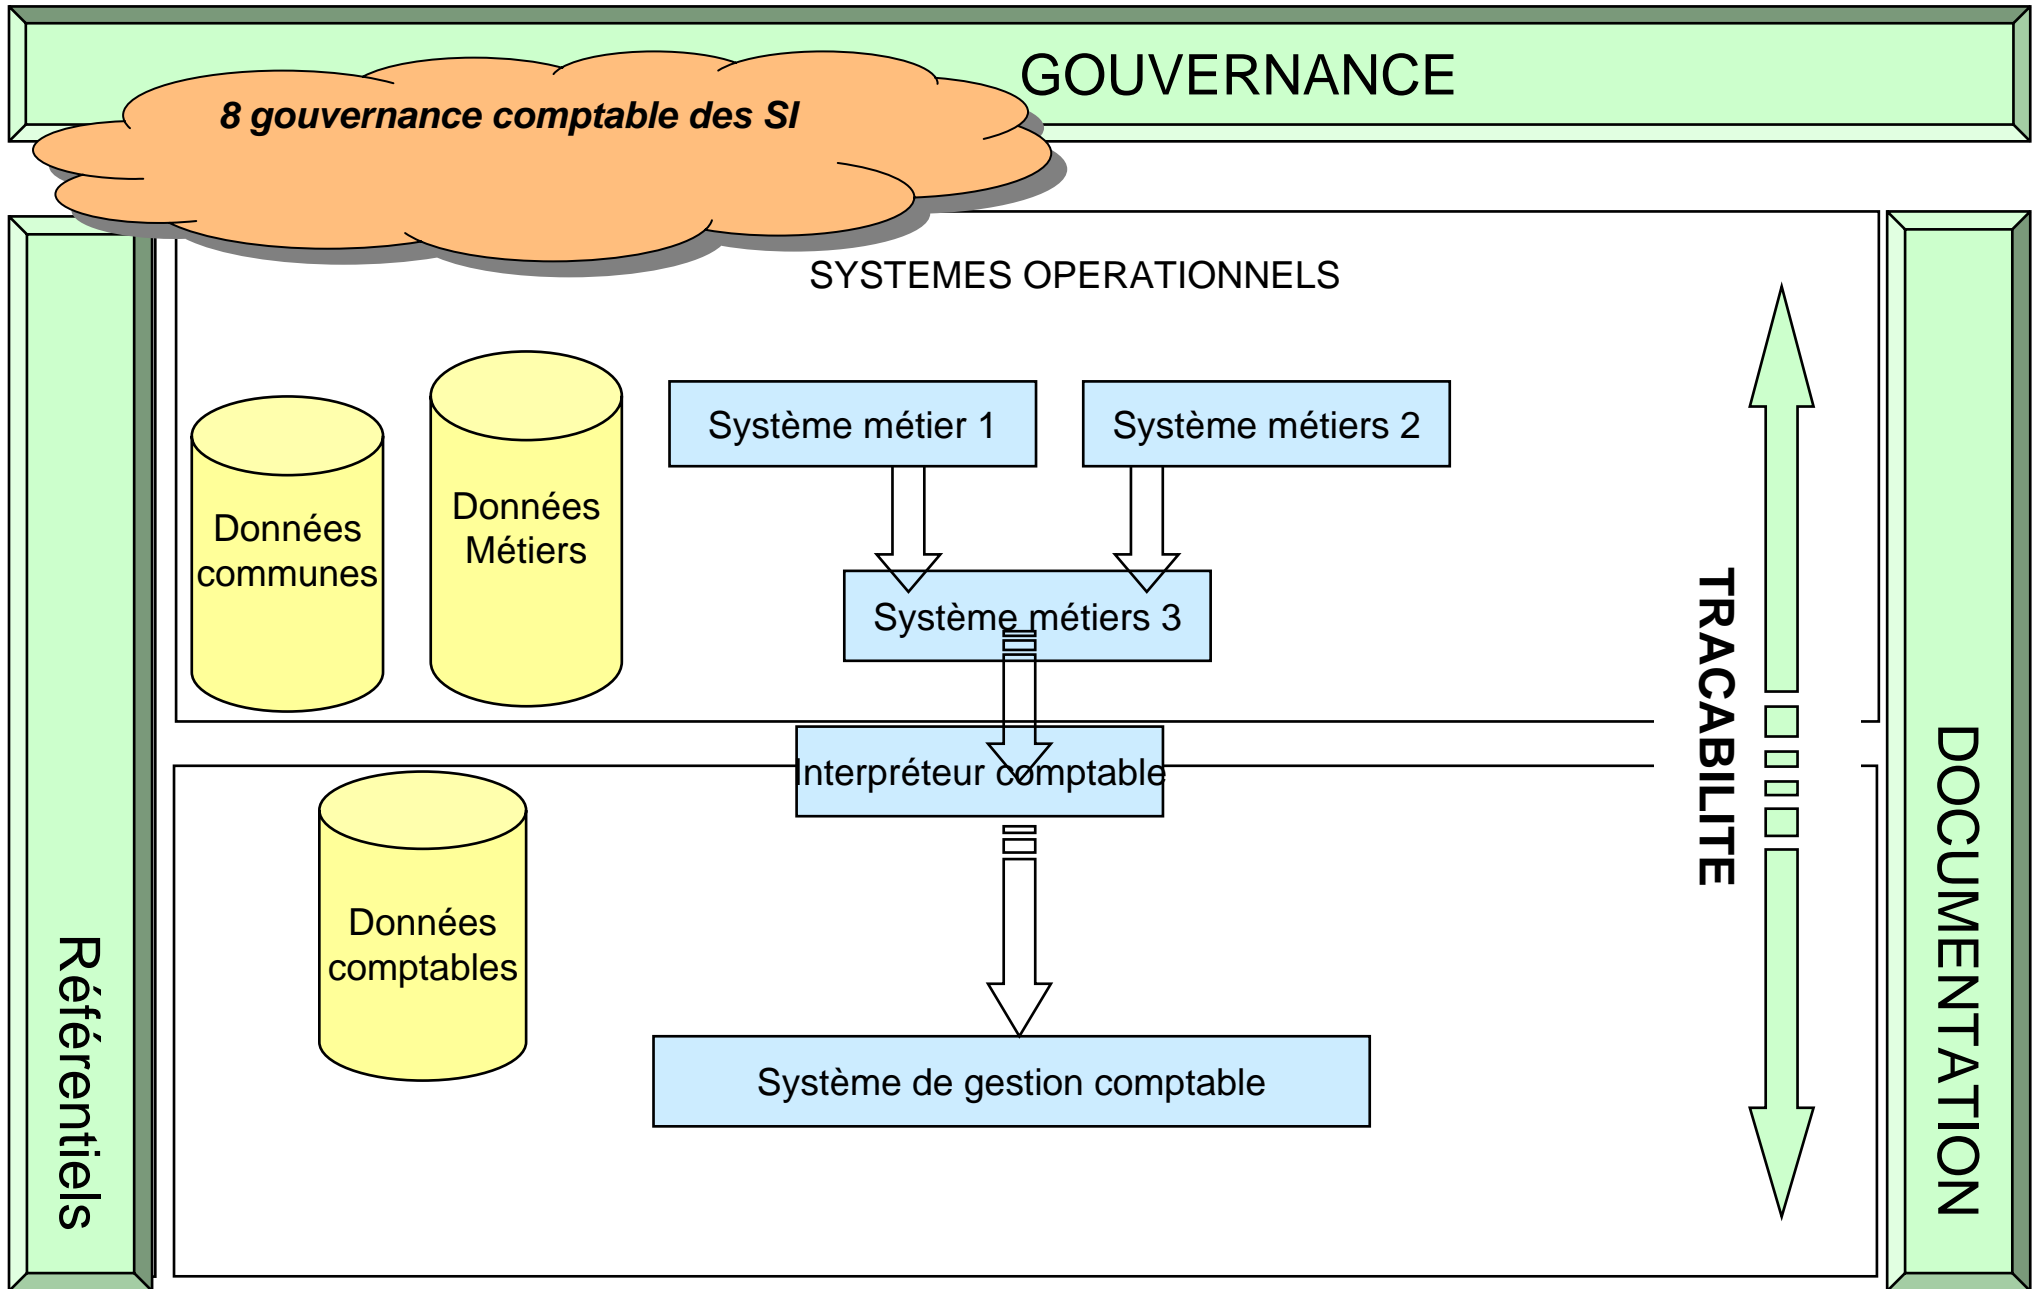 GOUVERNANCE
8 gouvernance comptable des SI
SYSTEMES OPERATIONNELS
Système métier 1
Système métiers 2
Données
communes
Données
Métiers
Système métiers 3
TRACABILITE
Interpréteur comptable
Données
comptables
Système de gestion comptable
Référentiels
DOCUMENTATION